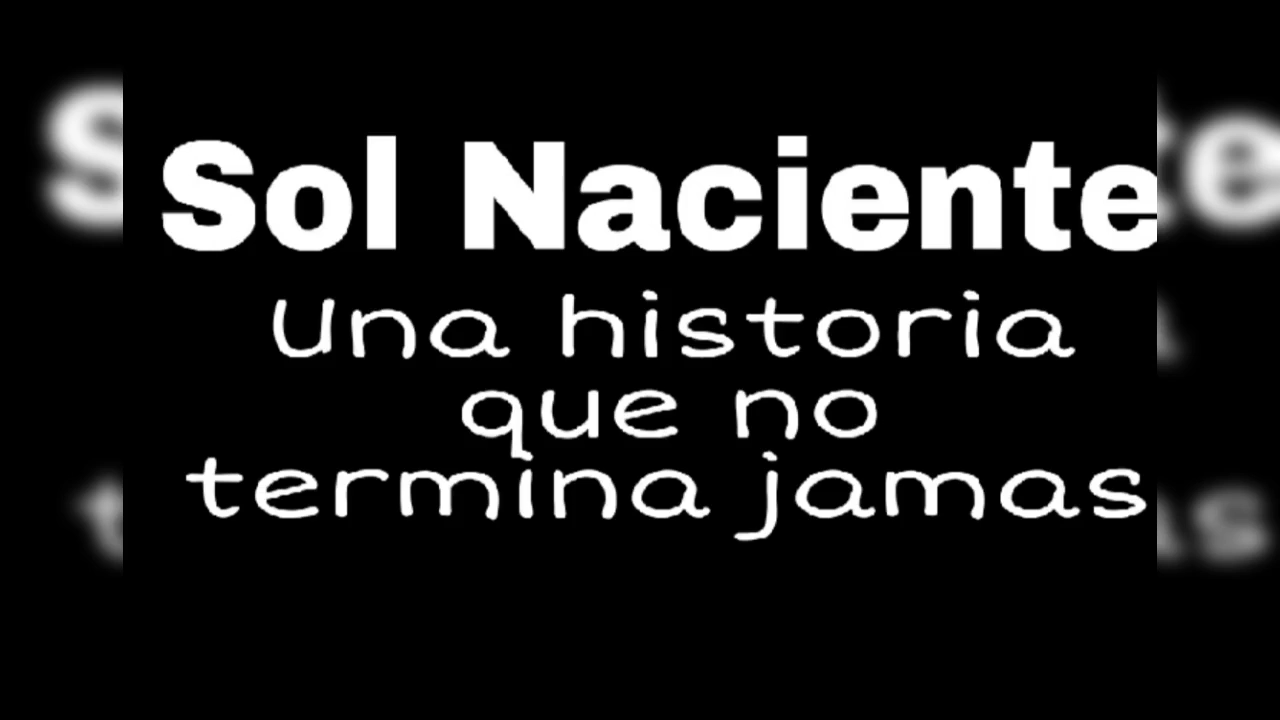 Sol Naciente
Una historia
que no
termina jamas